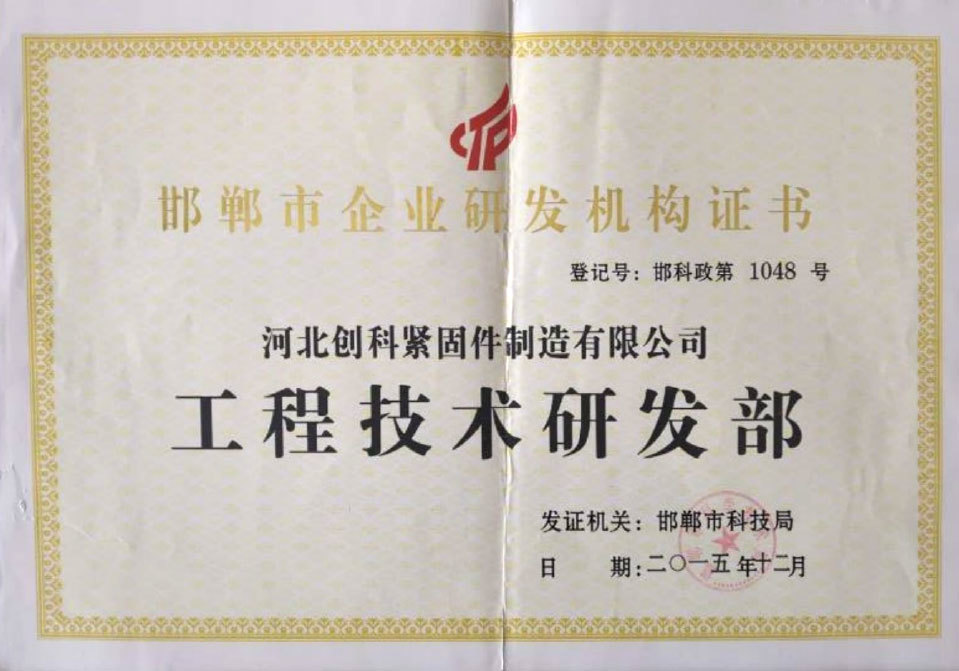 邯郸市企业研发机构证书
登记号：邯科政第 1048 号
河北创科紧固件制造有限公司
工程技术研发部
发证机关：邯郸市科技局
日 期：二〇一五年十二月